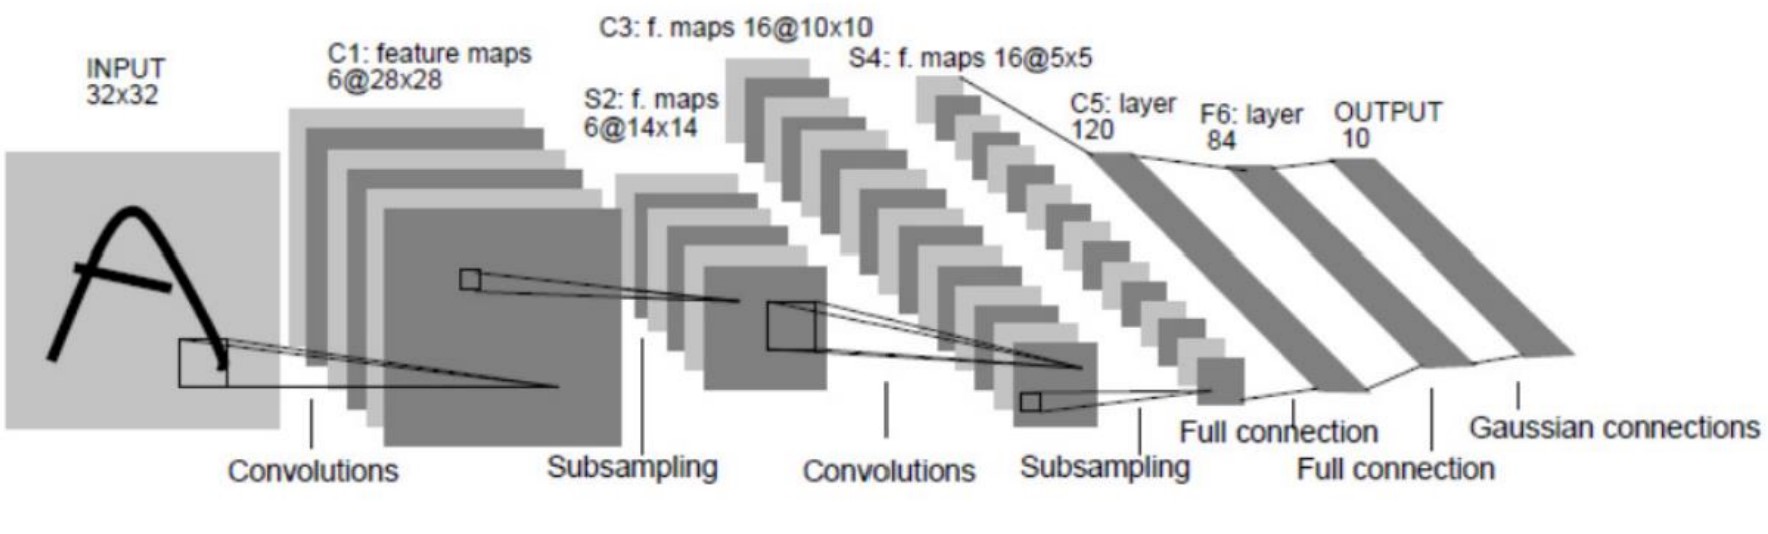 INPUT
32x32
C1: feature maps
6@28x28
S2: f. maps
6@14x14
C3: f. maps 16@10x10
S4: f. maps 16@5x5
C5: layer
120
F6: layer
84
OUTPUT
10
Convolutions
Subsampling
Convolutions
Subsampling
Full connection
Full connection
Gaussian connections
A